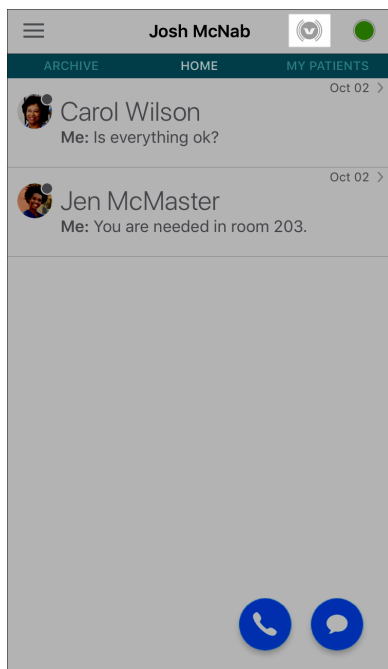 Josh McNab
ARCHIVE HOME MY PATIENTS
Oct 02
Carol Wilson
Me: Is everything ok?
Oct 02
Jen McMaster
Me: You are needed in room 203.